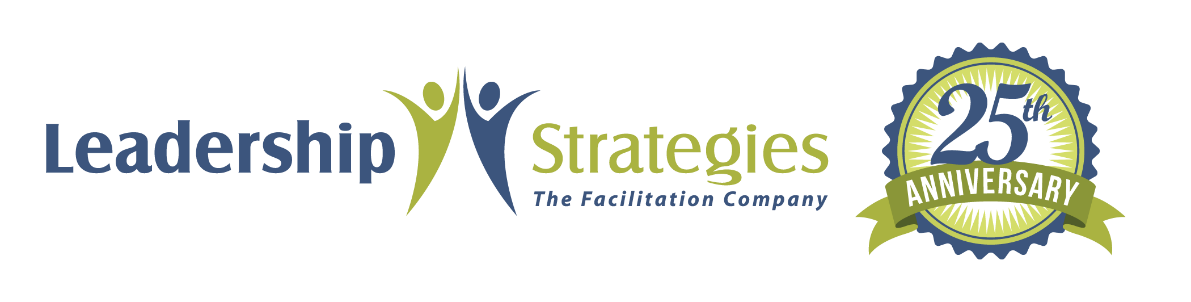 Leadership Strategies
The Facilitation Company
25th
ANNIVERSARY